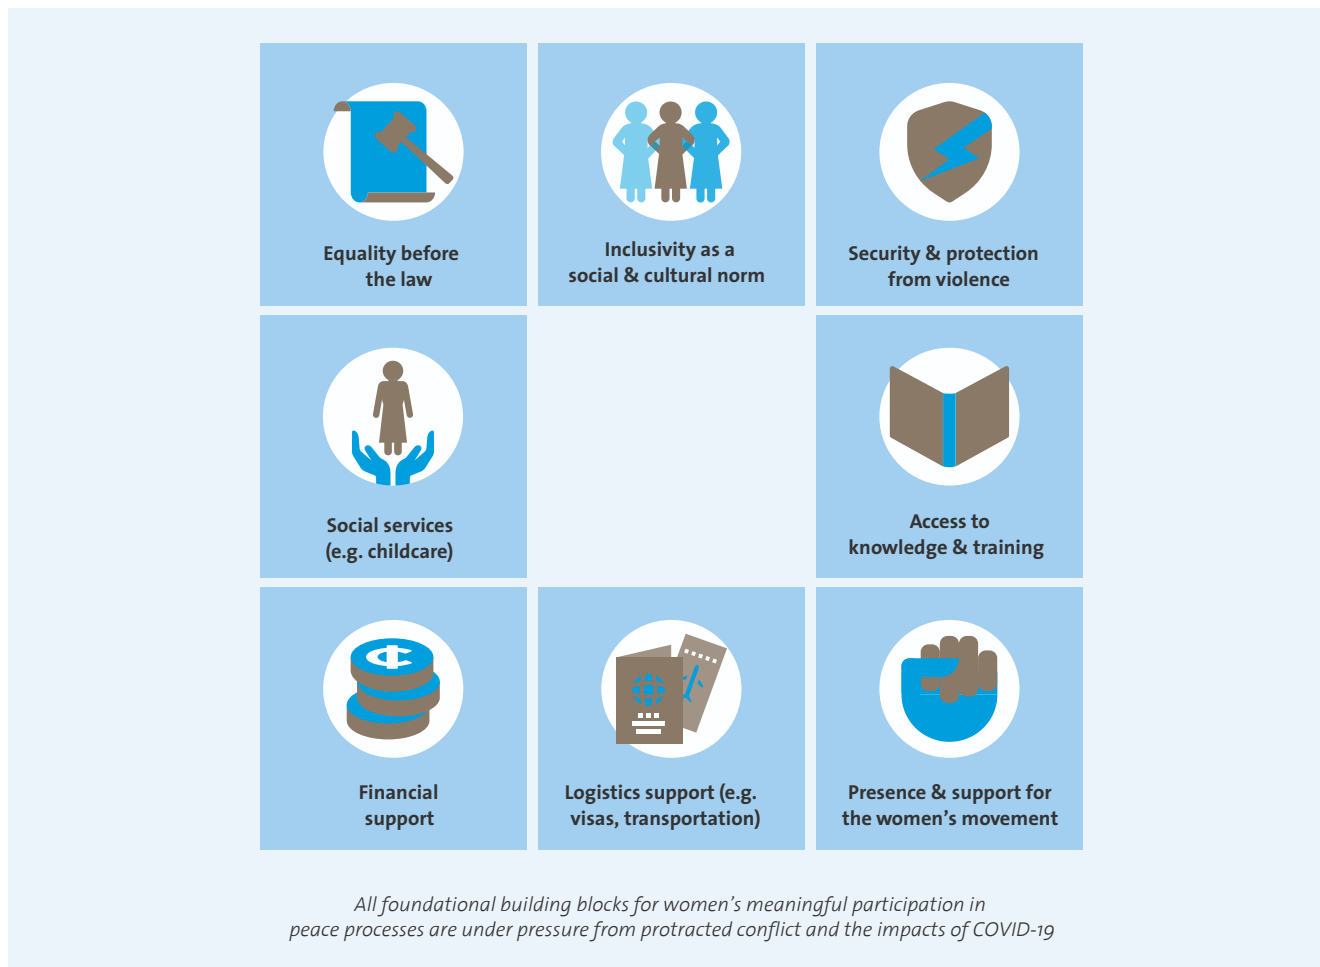 Equality before
the law
Inclusivity as a
social & cultural norm
Security & protection
from violence
Social services
(e.g. childcare)
Access to
knowledge & training
Financial
support
Logistics support (e.g.
visas, transportation)
Presence & support for
the women’s movement
All foundational building blocks for women’s meaningful participation in
peace processes are under pressure from protracted conflict and the impacts of COVID-19